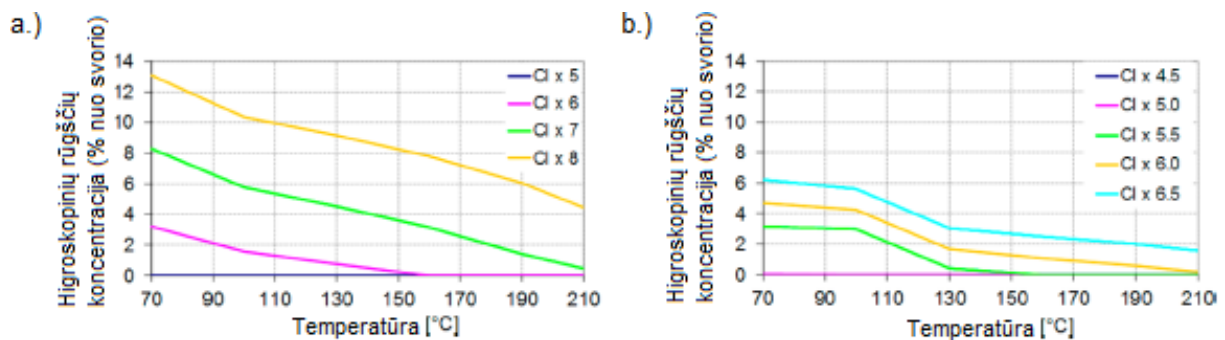 a.)
Higroskopinių rūgščių
koncentracija (% nuo svorio)
14
12
10
8
6
4
2
0
70 90 110 130 150 170 190 210
Temperatūra [°C]
Cl x 5
Cl x 6
Cl x 7
Cl x 8
b.)
Higroskopinių rūgščių
koncentracija (% nuo svorio)
14
12
10
8
6
4
2
0
70 90 110 130 150 170 190 210
Temperatūra [°C]
Cl x 4.5
Cl x 5.0
Cl x 5.5
Cl x 6.0
Cl x 6.5